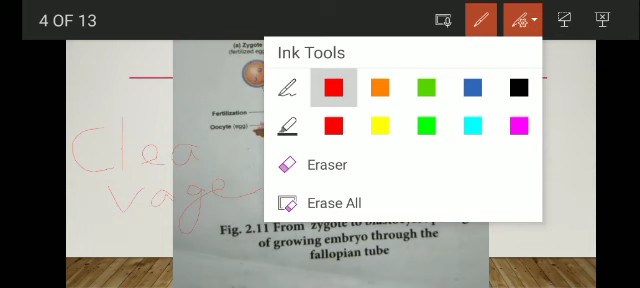 4 OF 13
Ink Tools
(a) Zygote
(fertilized egg
Fertilization
Oocyte (egg)
Clea
vage
Eraser
Erase All
Fig. 2.11 From zygote to
of growing embryo through the
fallopian tube